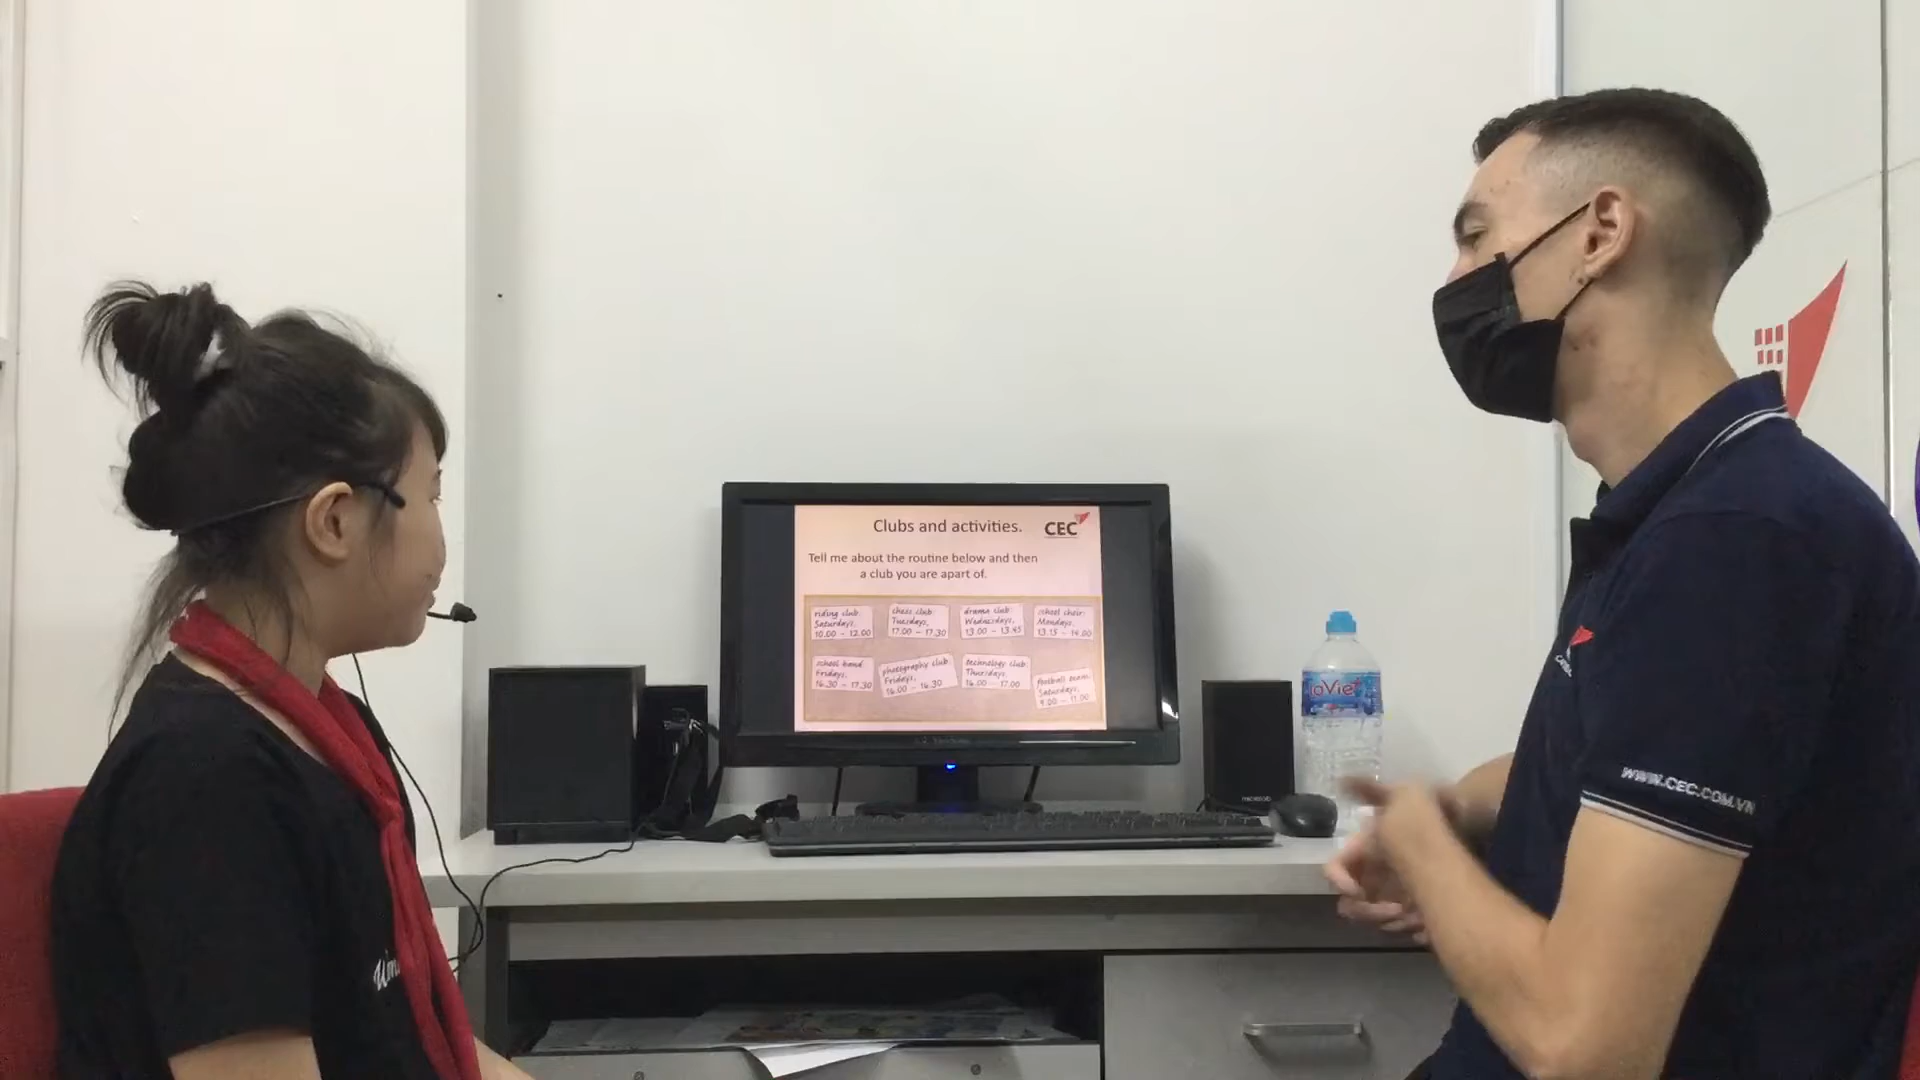 Clubs and activities.
CEC
Tell me about the routine below and then
a club you are apart of.
riding club:
Saturdays,
10.00 – 12.00
chess club:
Tuesdays,
17.00 – 17.30
drama club:
Wednesdays,
13.00 – 13.45
school choir:
Mondays,
13.15 – 14.00
school band:
Fridays,
16.30 – 17.30
photography club:
Fridays,
16.00 – 16.30
technology club:
Thursdays,
16.00 – 17.00
football team:
Saturdays,
9.00 – 11.00
ioViet
microlab
WWW.CEC.COM.VN